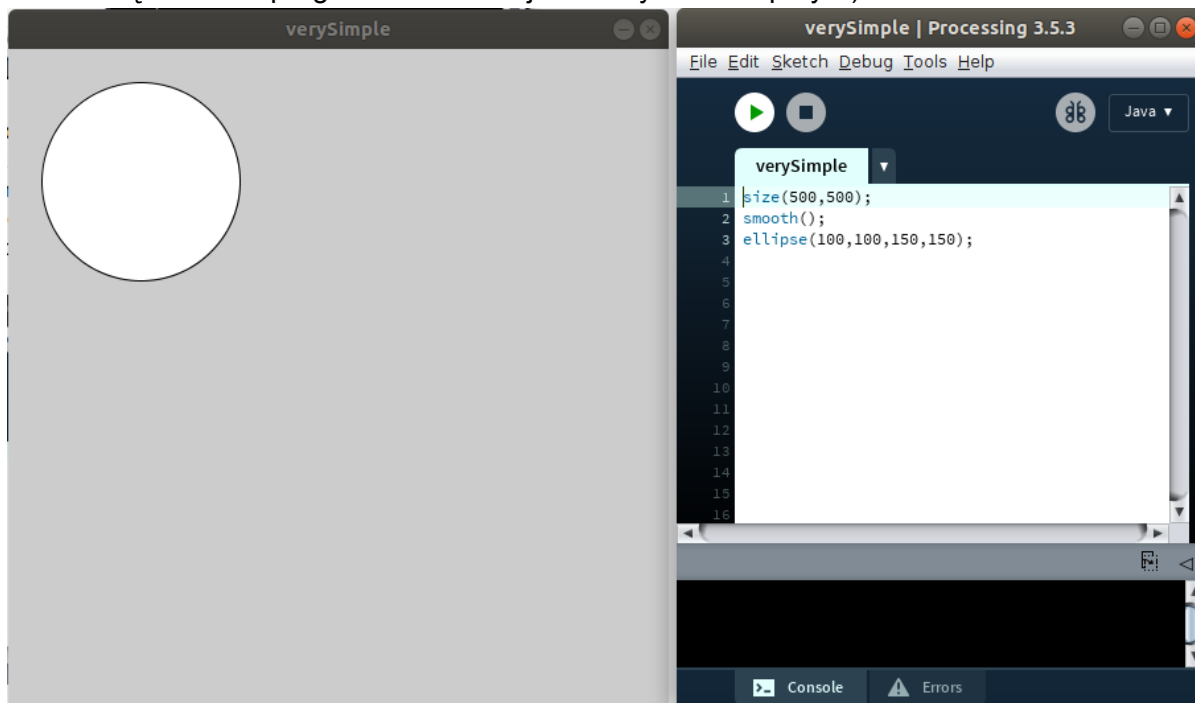 verySimple
verySimple | Processing 3.5.3
File Edit Sketch Debug Tools Help
Java ▼
verySimple ▼
1 size(500,500);
2 smooth();
3 ellipse(100,100,150,150);
4
5
6
7
8
9
10
11
12
13
14
15
16
Console Errors